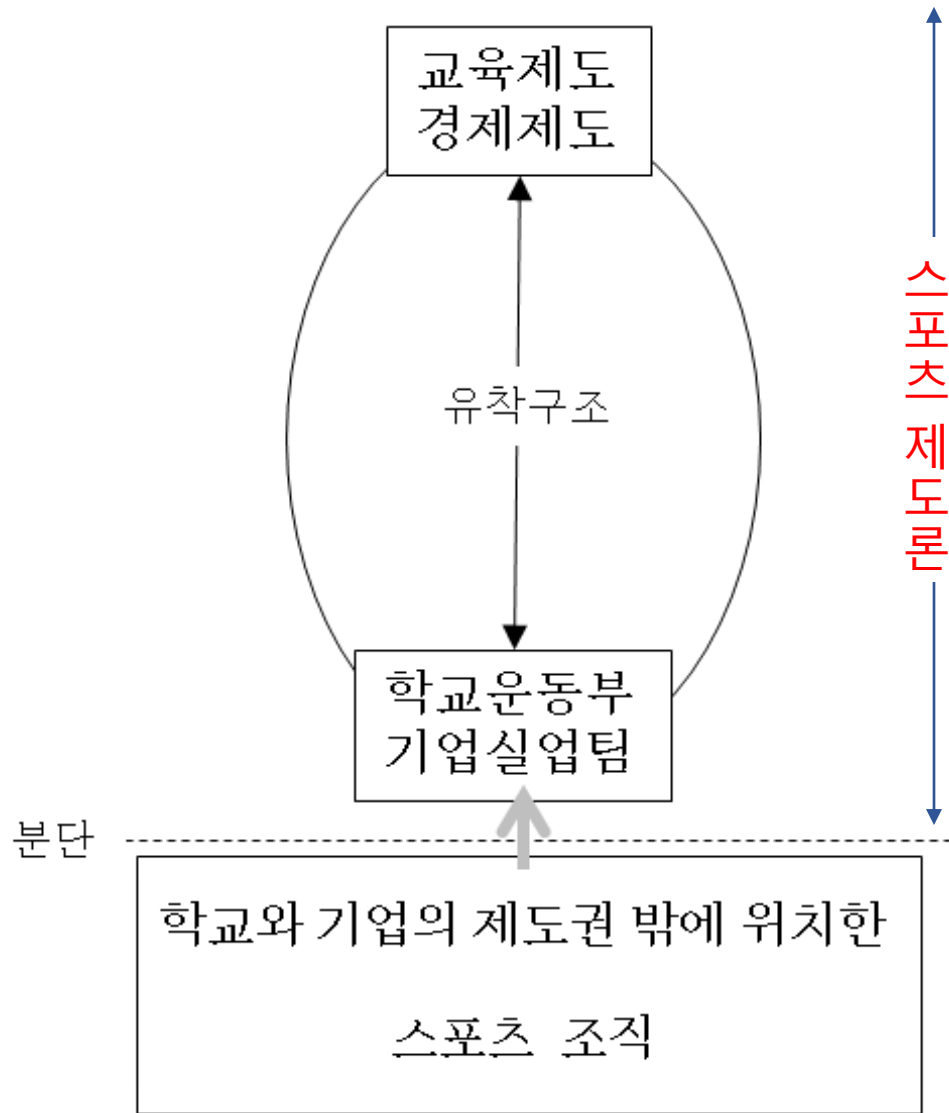 교육제도
경제제도
유착구조
스포츠 제도론
학교운동부
기업실업팀
분단
학교와 기업의 제도권 밖에 위치한
스포츠 조직